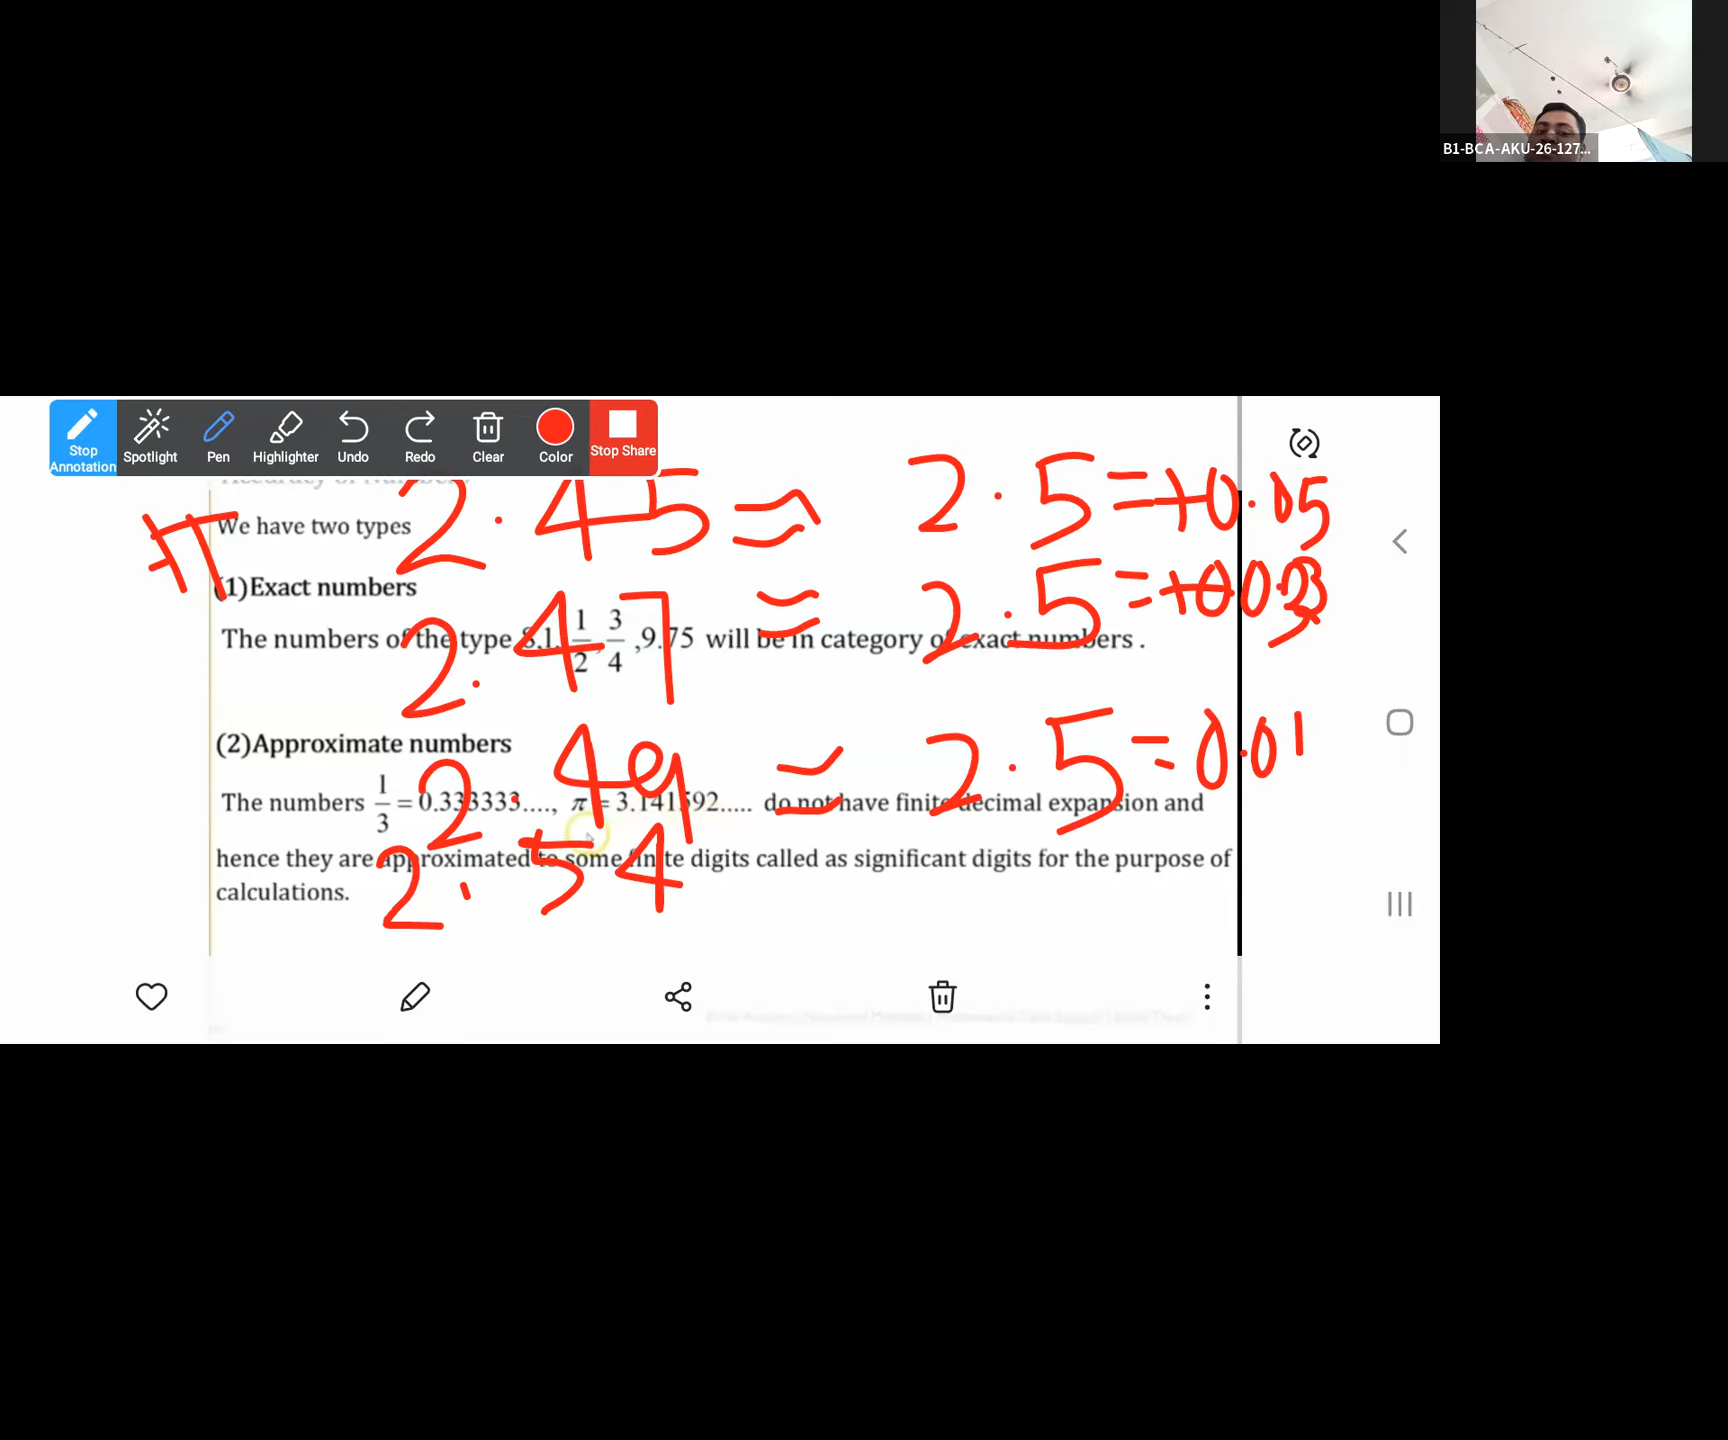 B1-BCA-AKU-26-127...
Stop Annotation Spotlight Pen Highlighter Undo Redo Clear Color Stop Share
Accuracy of Numbers
We have two types
π
2.45 ≈ 2.5 = +0.05
(1)Exact numbers
2.47 ≈ 2.5 = +0.03
The numbers of the type 8,1, 1/2, 3/4 ,9.75 will be in category of exact numbers .
(2)Approximate numbers
2.49 ≈ 2.5 = 0.01
The numbers 1/3 = 0.333333...., π = 3.141592..... do not have finite decimal expansion and
hence they are approximated to some finite digits called as significant digits for the purpose of
2.54
calculations.